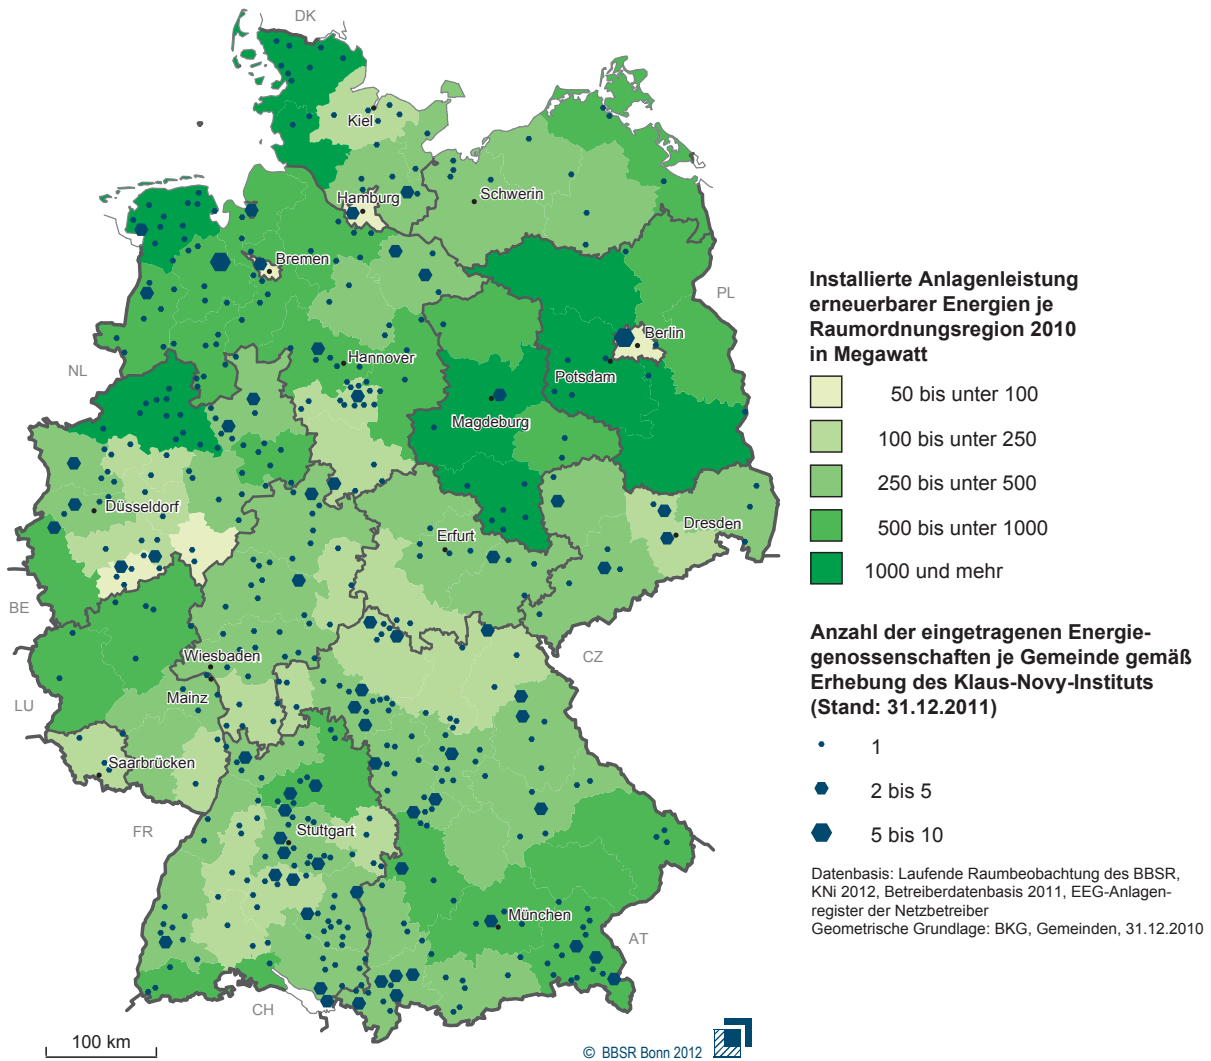 DK
Kiel
Hamburg
Schwerin
Bremen
PL
Berlin
NL
Hannover
Potsdam
Magdeburg
Düsseldorf
Dresden
Erfurt
BE
Wiesbaden
CZ
Mainz
LU
Saarbrücken
FR
Stuttgart
München
AT
CH
100 km
© BBSR Bonn 2012
Installierte Anlagenleistung
erneuerbarer Energien je
Raumordnungsregion 2010
in Megawatt
50 bis unter 100
100 bis unter 250
250 bis unter 500
500 bis unter 1000
1000 und mehr
Anzahl der eingetragenen Energie-
genossenschaften je Gemeinde gemäß
Erhebung des Klaus-Novy-Instituts
(Stand: 31.12.2011)
1
2 bis 5
5 bis 10
Datenbasis: Laufende Raumbeobachtung des BBSR,
KNi 2012, Betreiberdatenbasis 2011, EEG-Anlagen-
register der Netzbetreiber
Geometrische Grundlage: BKG, Gemeinden, 31.12.2010